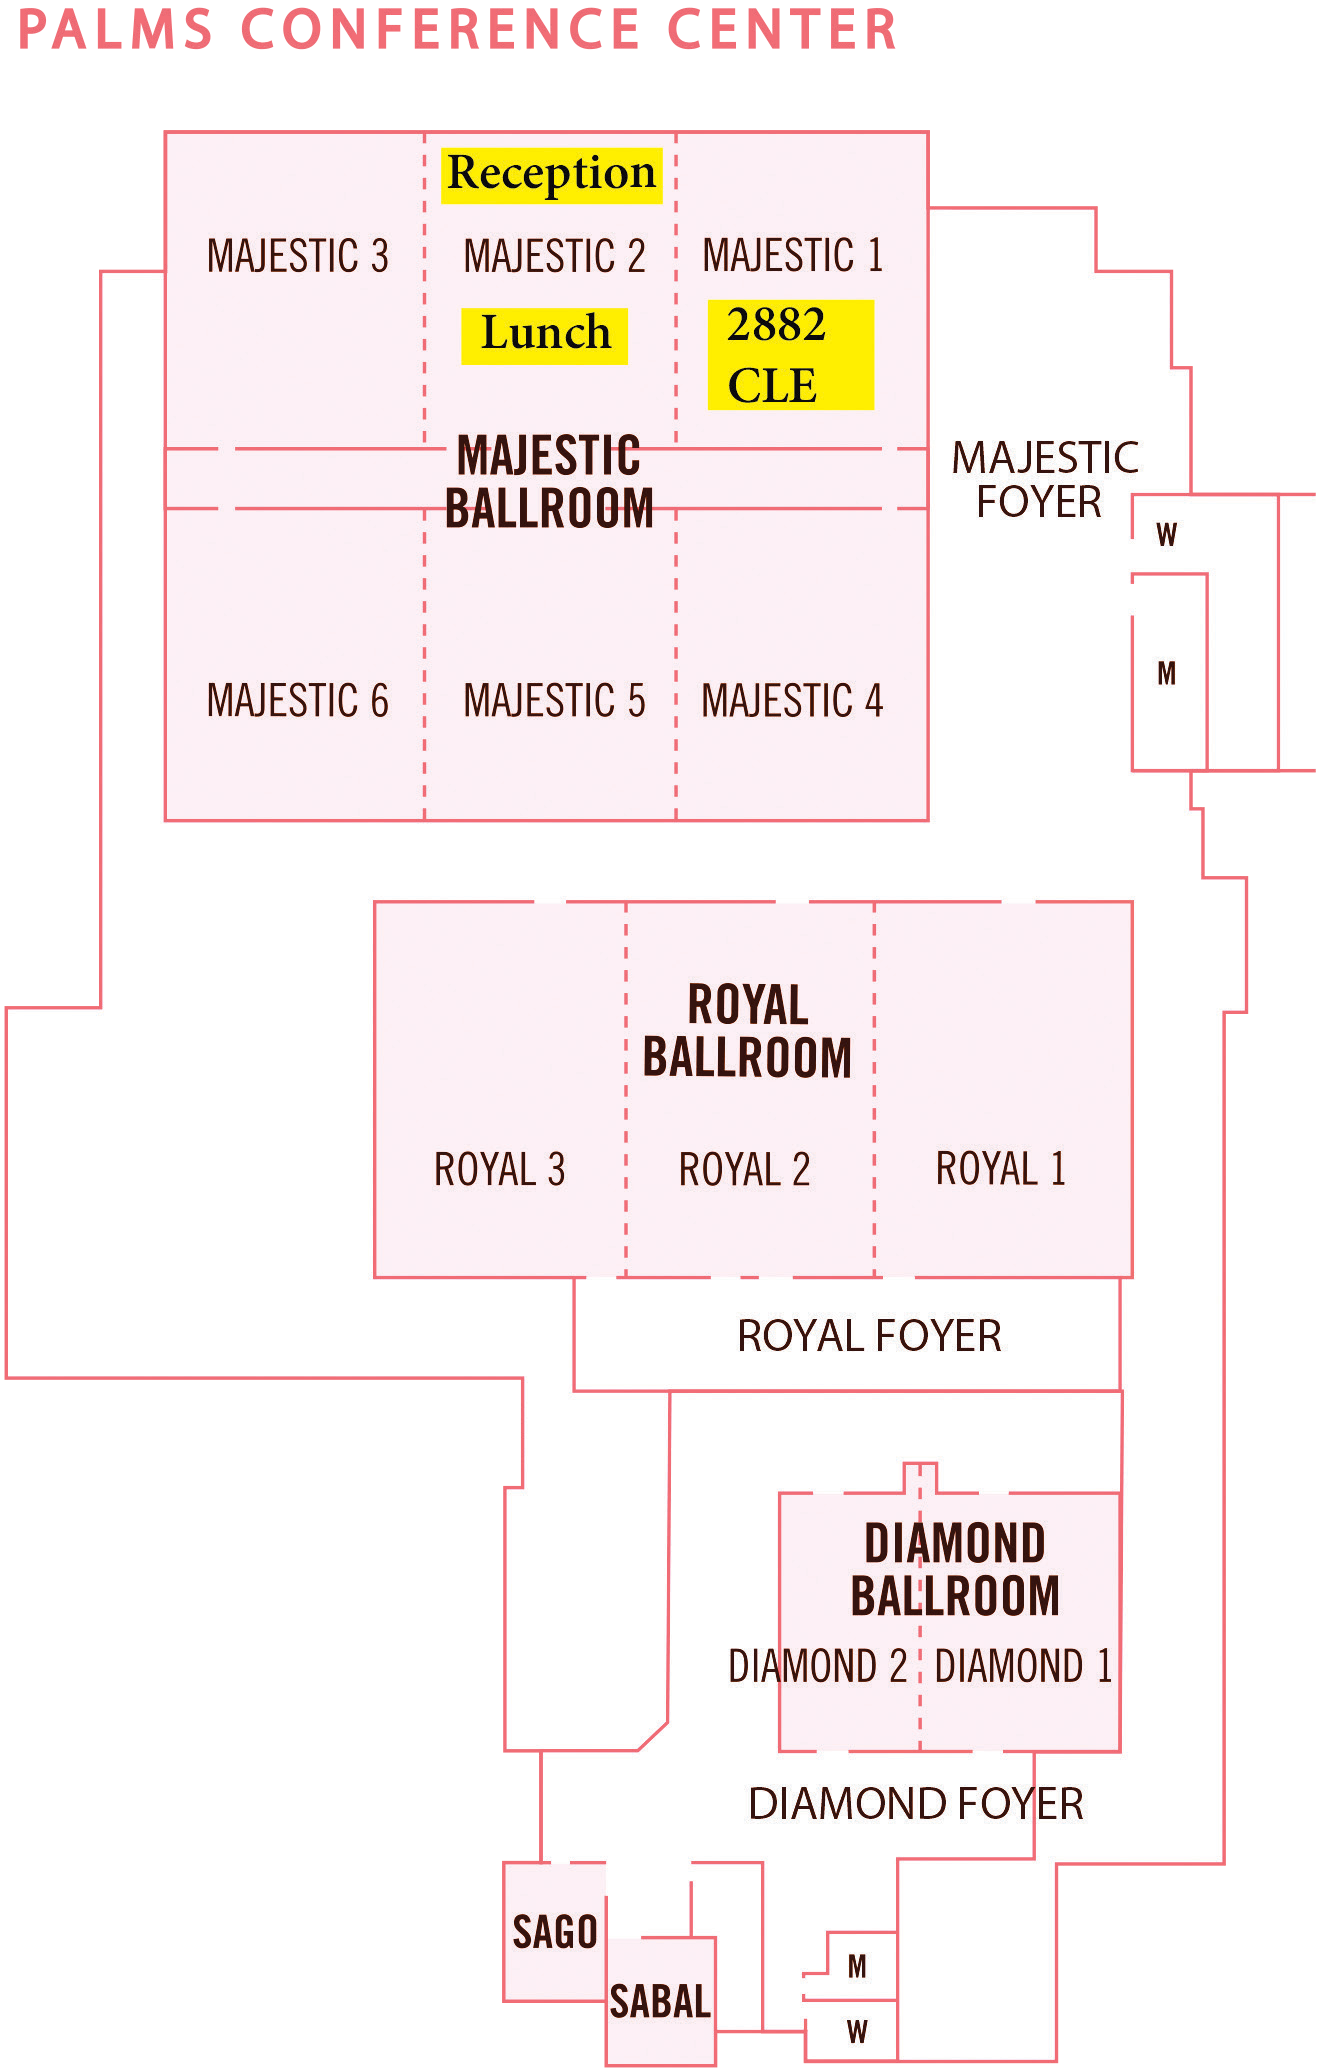 PALMS CONFERENCE CENTER
Reception
MAJESTIC 3
MAJESTIC 2
MAJESTIC 1
Lunch
2882
CLE
MAJESTIC
BALLROOM
MAJESTIC
FOYER
W
M
MAJESTIC 6
MAJESTIC 5
MAJESTIC 4
ROYAL
BALLROOM
ROYAL 3
ROYAL 2
ROYAL 1
ROYAL FOYER
DIAMOND
BALLROOM
DIAMOND 2
DIAMOND 1
DIAMOND FOYER
SAGO
SABAL
M
W